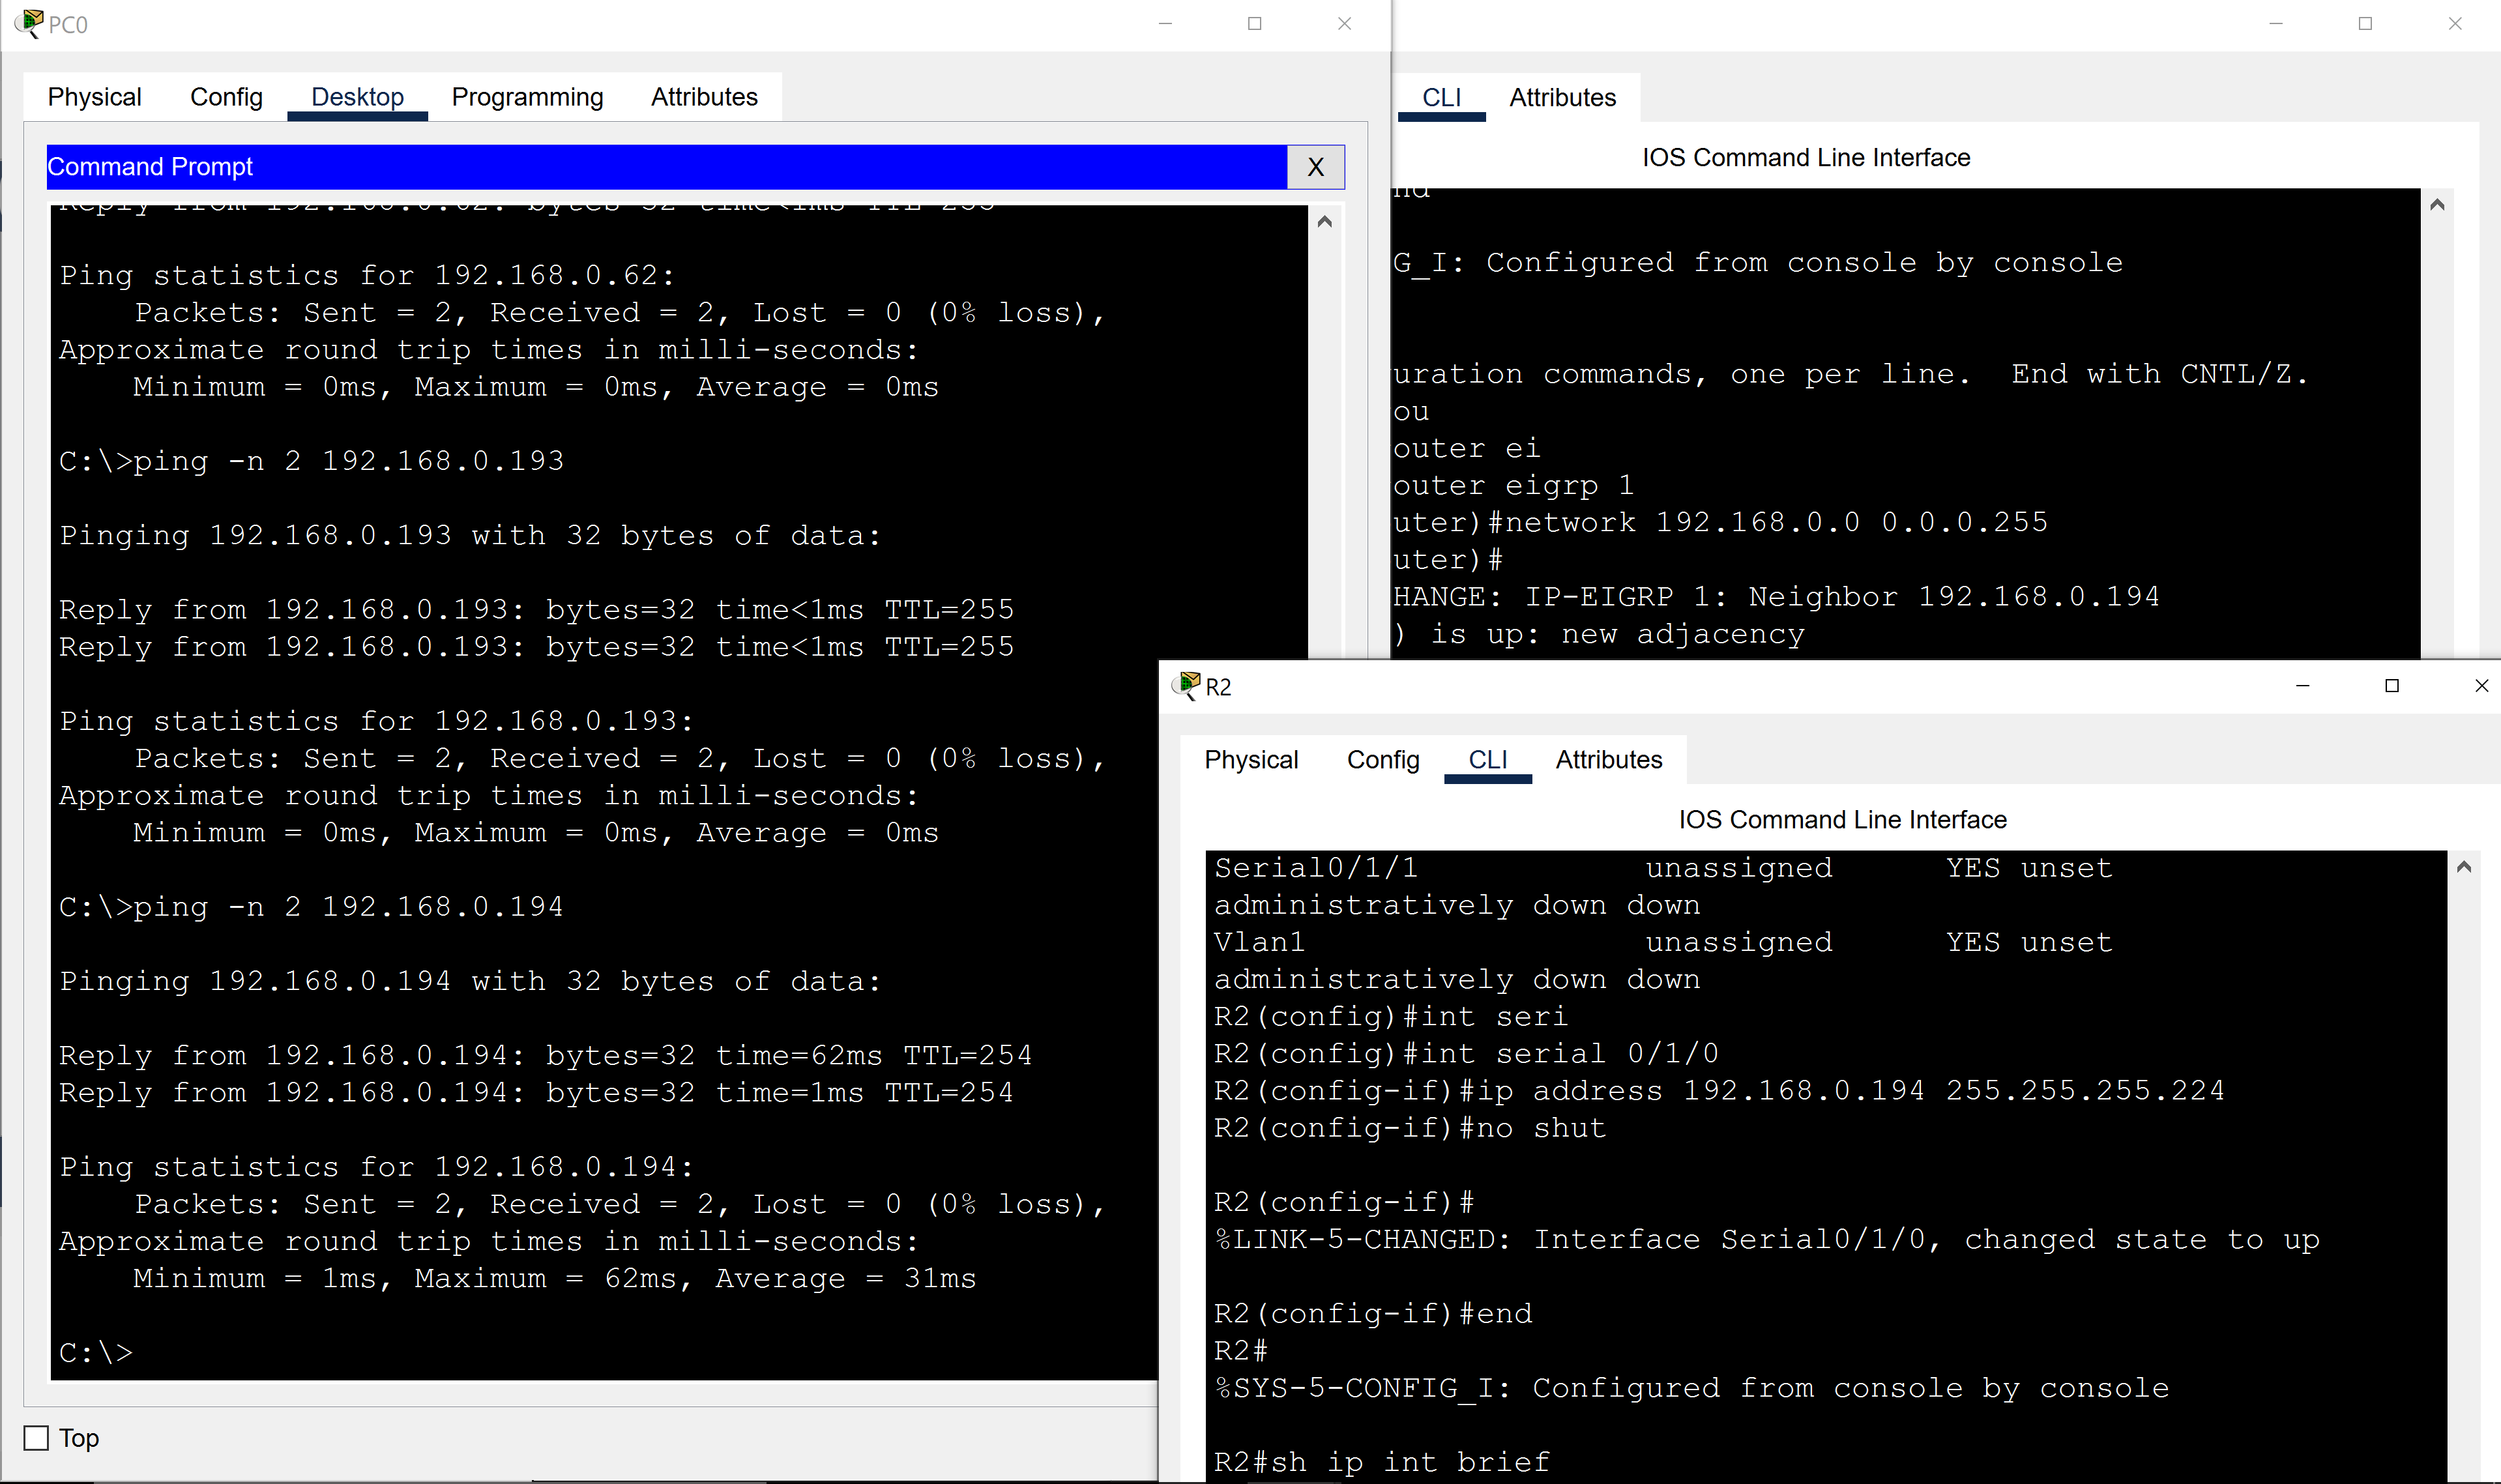 PC0
Physical Config Desktop Programming Attributes
Command Prompt X
Reply from 192.168.0.62: bytes=32 time<1ms TTL=255
Ping statistics for 192.168.0.62:
Packets: Sent = 2, Received = 2, Lost = 0 (0% loss),
Approximate round trip times in milli-seconds:
Minimum = 0ms, Maximum = 0ms, Average = 0ms
C:\>ping -n 2 192.168.0.193
Pinging 192.168.0.193 with 32 bytes of data:
Reply from 192.168.0.193: bytes=32 time<1ms TTL=255
Reply from 192.168.0.193: bytes=32 time<1ms TTL=255
Ping statistics for 192.168.0.193:
Packets: Sent = 2, Received = 2, Lost = 0 (0% loss),
Approximate round trip times in milli-seconds:
Minimum = 0ms, Maximum = 0ms, Average = 0ms
C:\>ping -n 2 192.168.0.194
Pinging 192.168.0.194 with 32 bytes of data:
Reply from 192.168.0.194: bytes=32 time=62ms TTL=254
Reply from 192.168.0.194: bytes=32 time=1ms TTL=254
Ping statistics for 192.168.0.194:
Packets: Sent = 2, Received = 2, Lost = 0 (0% loss),
Approximate round trip times in milli-seconds:
Minimum = 1ms, Maximum = 62ms, Average = 31ms
C:\>
Top
CLI Attributes
IOS Command Line Interface
nd
G_I: Configured from console by console
uration commands, one per line. End with CNTL/Z.
ou
outer ei
outer eigrp 1
uter)#network 192.168.0.0 0.0.0.255
uter)#
HANGE: IP-EIGRP 1: Neighbor 192.168.0.194
) is up: new adjacency
R2
Physical Config CLI Attributes
IOS Command Line Interface
Serial0/1/1 unassigned YES unset
administratively down down
Vlan1 unassigned YES unset
administratively down down
R2(config)#int seri
R2(config)#int serial 0/1/0
R2(config-if)#ip address 192.168.0.194 255.255.255.224
R2(config-if)#no shut
R2(config-if)#
%LINK-5-CHANGED: Interface Serial0/1/0, changed state to up
R2(config-if)#end
R2#
%SYS-5-CONFIG_I: Configured from console by console
R2#sh ip int brief